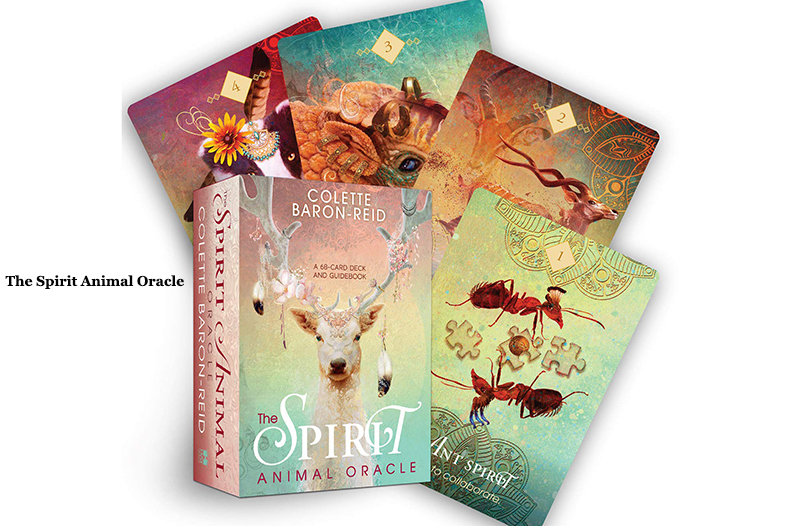 The Spirit Animal Oracle
4
3
2
1
COLETTE
BARON-REID
A 68-CARD DECK
AND GUIDEBOOK
The
SPIRIT
ANIMAL ORACLE
The SPIRIT ANIMAL
ORACLE
COLETTE BARON-REID
ANT SPIRIT
to collaborate.